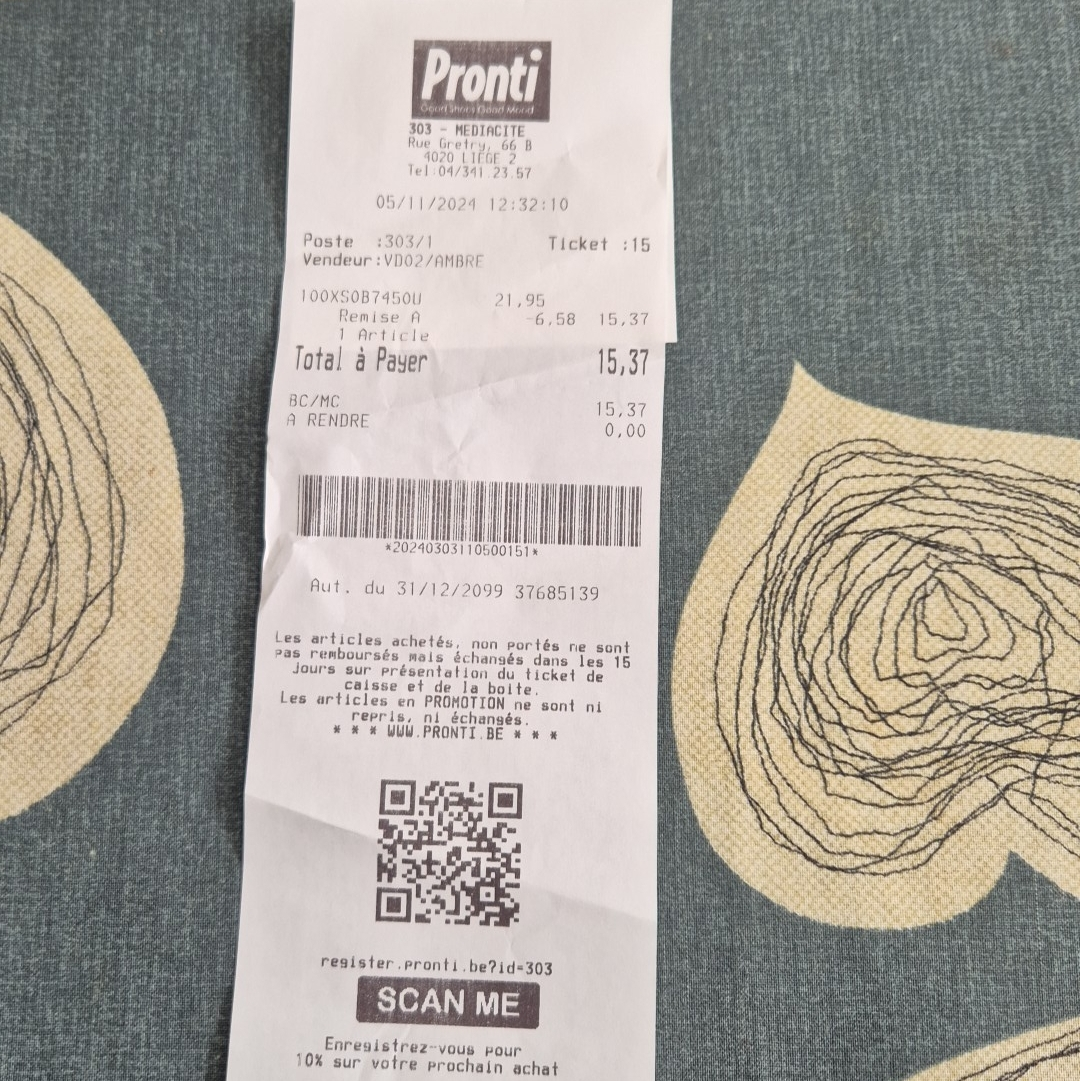 Pronti
Good Shoes Good Mood
303 - MEDIACITE
Rue Gretry, 66 B
4020 LIÈGE 2
Tel:04/341.23.57
05/11/2024 12:32:10
Poste :303/1 Ticket :15
Vendeur:VD02/AMBRE
100XSOB7450U 21,95
Remise A -6,58 15,37
1 Article
Total à Payer 15,37
BC/MC 15,37
A RENDRE 0,00
*20240303110500151*
Aut. du 31/12/2099 37685139
Les articles achetés, non portés ne sont
pas remboursés mais échangés dans les 15
jours sur présentation du ticket de
caisse et de la boite.
Les articles en PROMOTION ne sont ni
repris, ni échangés.
* * * WWW.PRONTI.BE * * *
register.pronti.be?id=303
SCAN ME
Enregistrez-vous pour
10% sur votre prochain achat